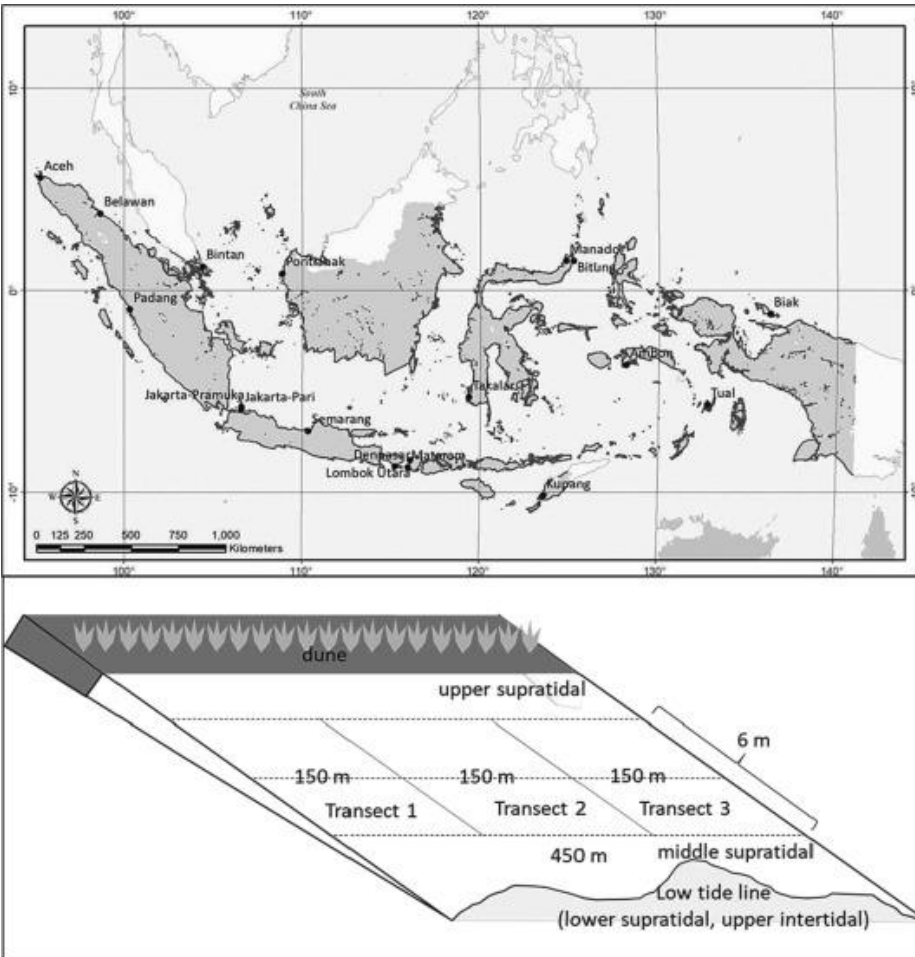 100° 110° 120° 130° 140°
10°
South
China Sea
Aceh
Belawan
Bintan
Pontianak
Manado
Bitung
0°
Padang
Biak
Ambon
Jakarta-Pramuka
Jakarta-Pari
Takalar
Tual
Semarang
Denpasar
Mataram
Lombok Utara
Kupang
-10°
N
W E
S
0 125 250 500 750 1,000
Kilometers
100° 110° 120° 130° 140°
dune
upper supratidal
6 m
150 m 150 m 150 m
Transect 1 Transect 2 Transect 3
450 m middle supratidal
Low tide line
(lower supratidal, upper intertidal)